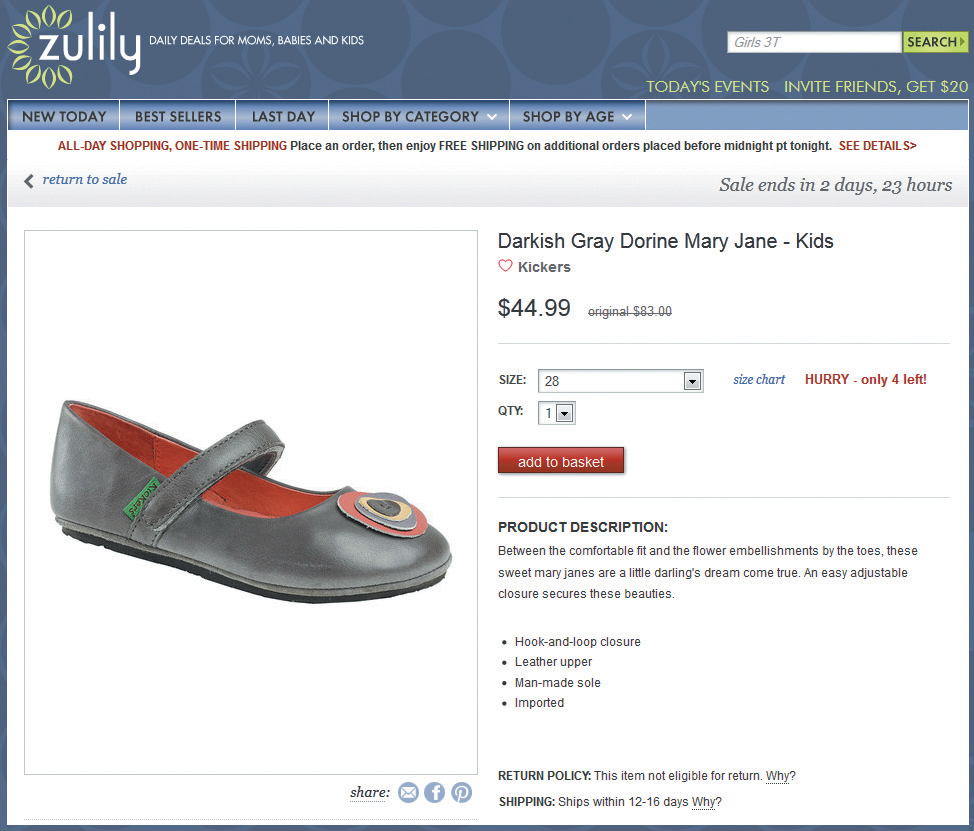 zulily DAILY DEALS FOR MOMS, BABIES AND KIDS
Girls 3T SEARCH
TODAY'S EVENTS INVITE FRIENDS, GET $20
NEW TODAY BEST SELLERS LAST DAY SHOP BY CATEGORY SHOP BY AGE
ALL-DAY SHOPPING, ONE-TIME SHIPPING Place an order, then enjoy FREE SHIPPING on additional orders placed before midnight pt tonight. SEE DETAILS>
return to sale
Sale ends in 2 days, 23 hours
Darkish Gray Dorine Mary Jane - Kids
Kickers
$44.99 original $83.00
SIZE: 28 size chart HURRY - only 4 left!
QTY: 1
add to basket
KICKERS
PRODUCT DESCRIPTION:
Between the comfortable fit and the flower embellishments by the toes, these
sweet mary janes are a little darling's dream come true. An easy adjustable
closure secures these beauties.
• Hook-and-loop closure
• Leather upper
• Man-made sole
• Imported
RETURN POLICY: This item not eligible for return. Why?
share:
SHIPPING: Ships within 12-16 days Why?